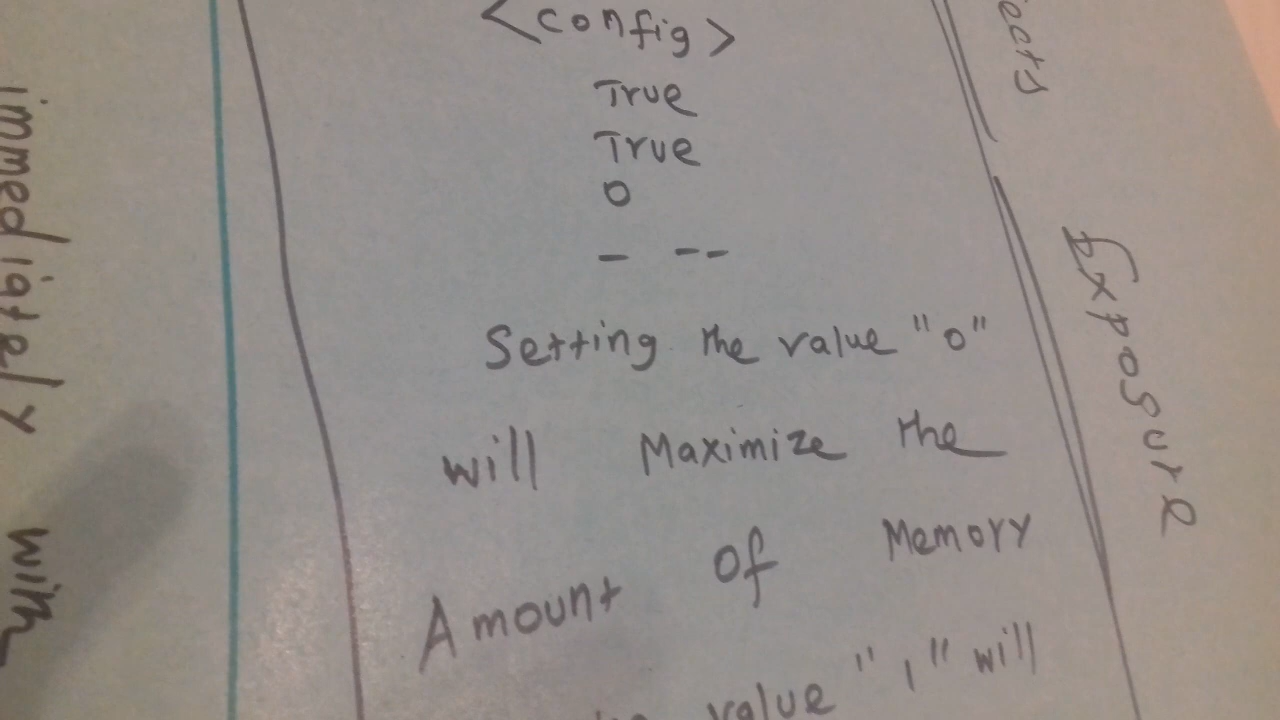 <config>
True
True
0
- --
Setting the value "0"
will Maximize the
Amount of Memory
value "1" will
immediately with
Exposure